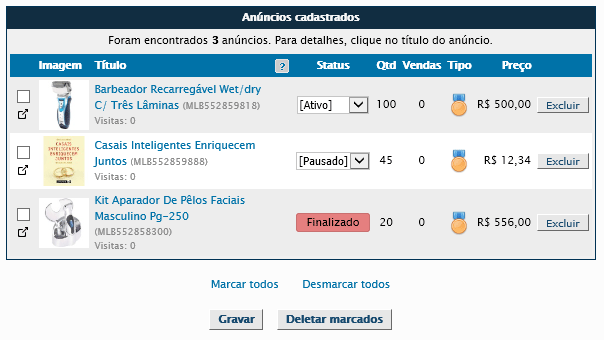 Anúncios cadastrados
Foram encontrados 3 anúncios. Para detalhes, clique no título do anúncio.
Imagem Título ? Status Qtd Vendas Tipo Preço
Barbeador Recarregável Wet/dry
C/ Três Lâminas (MLB552859818)
Visitas: 0
[Ativo] 100 0 R$ 500,00 Excluir
CASAIS
INTELIGENTES
ENRIQUECEM
JUNTOS
Casais Inteligentes Enriquecem
Juntos (MLB552859888)
Visitas: 0
[Pausado] 45 0 R$ 12,34 Excluir
Kit Aparador De Pêlos Faciais
Masculino Pg-250
(MLB552858300)
Visitas: 0
Finalizado 20 0 R$ 556,00 Excluir
Marcar todos Desmarcar todos
Gravar Deletar marcados